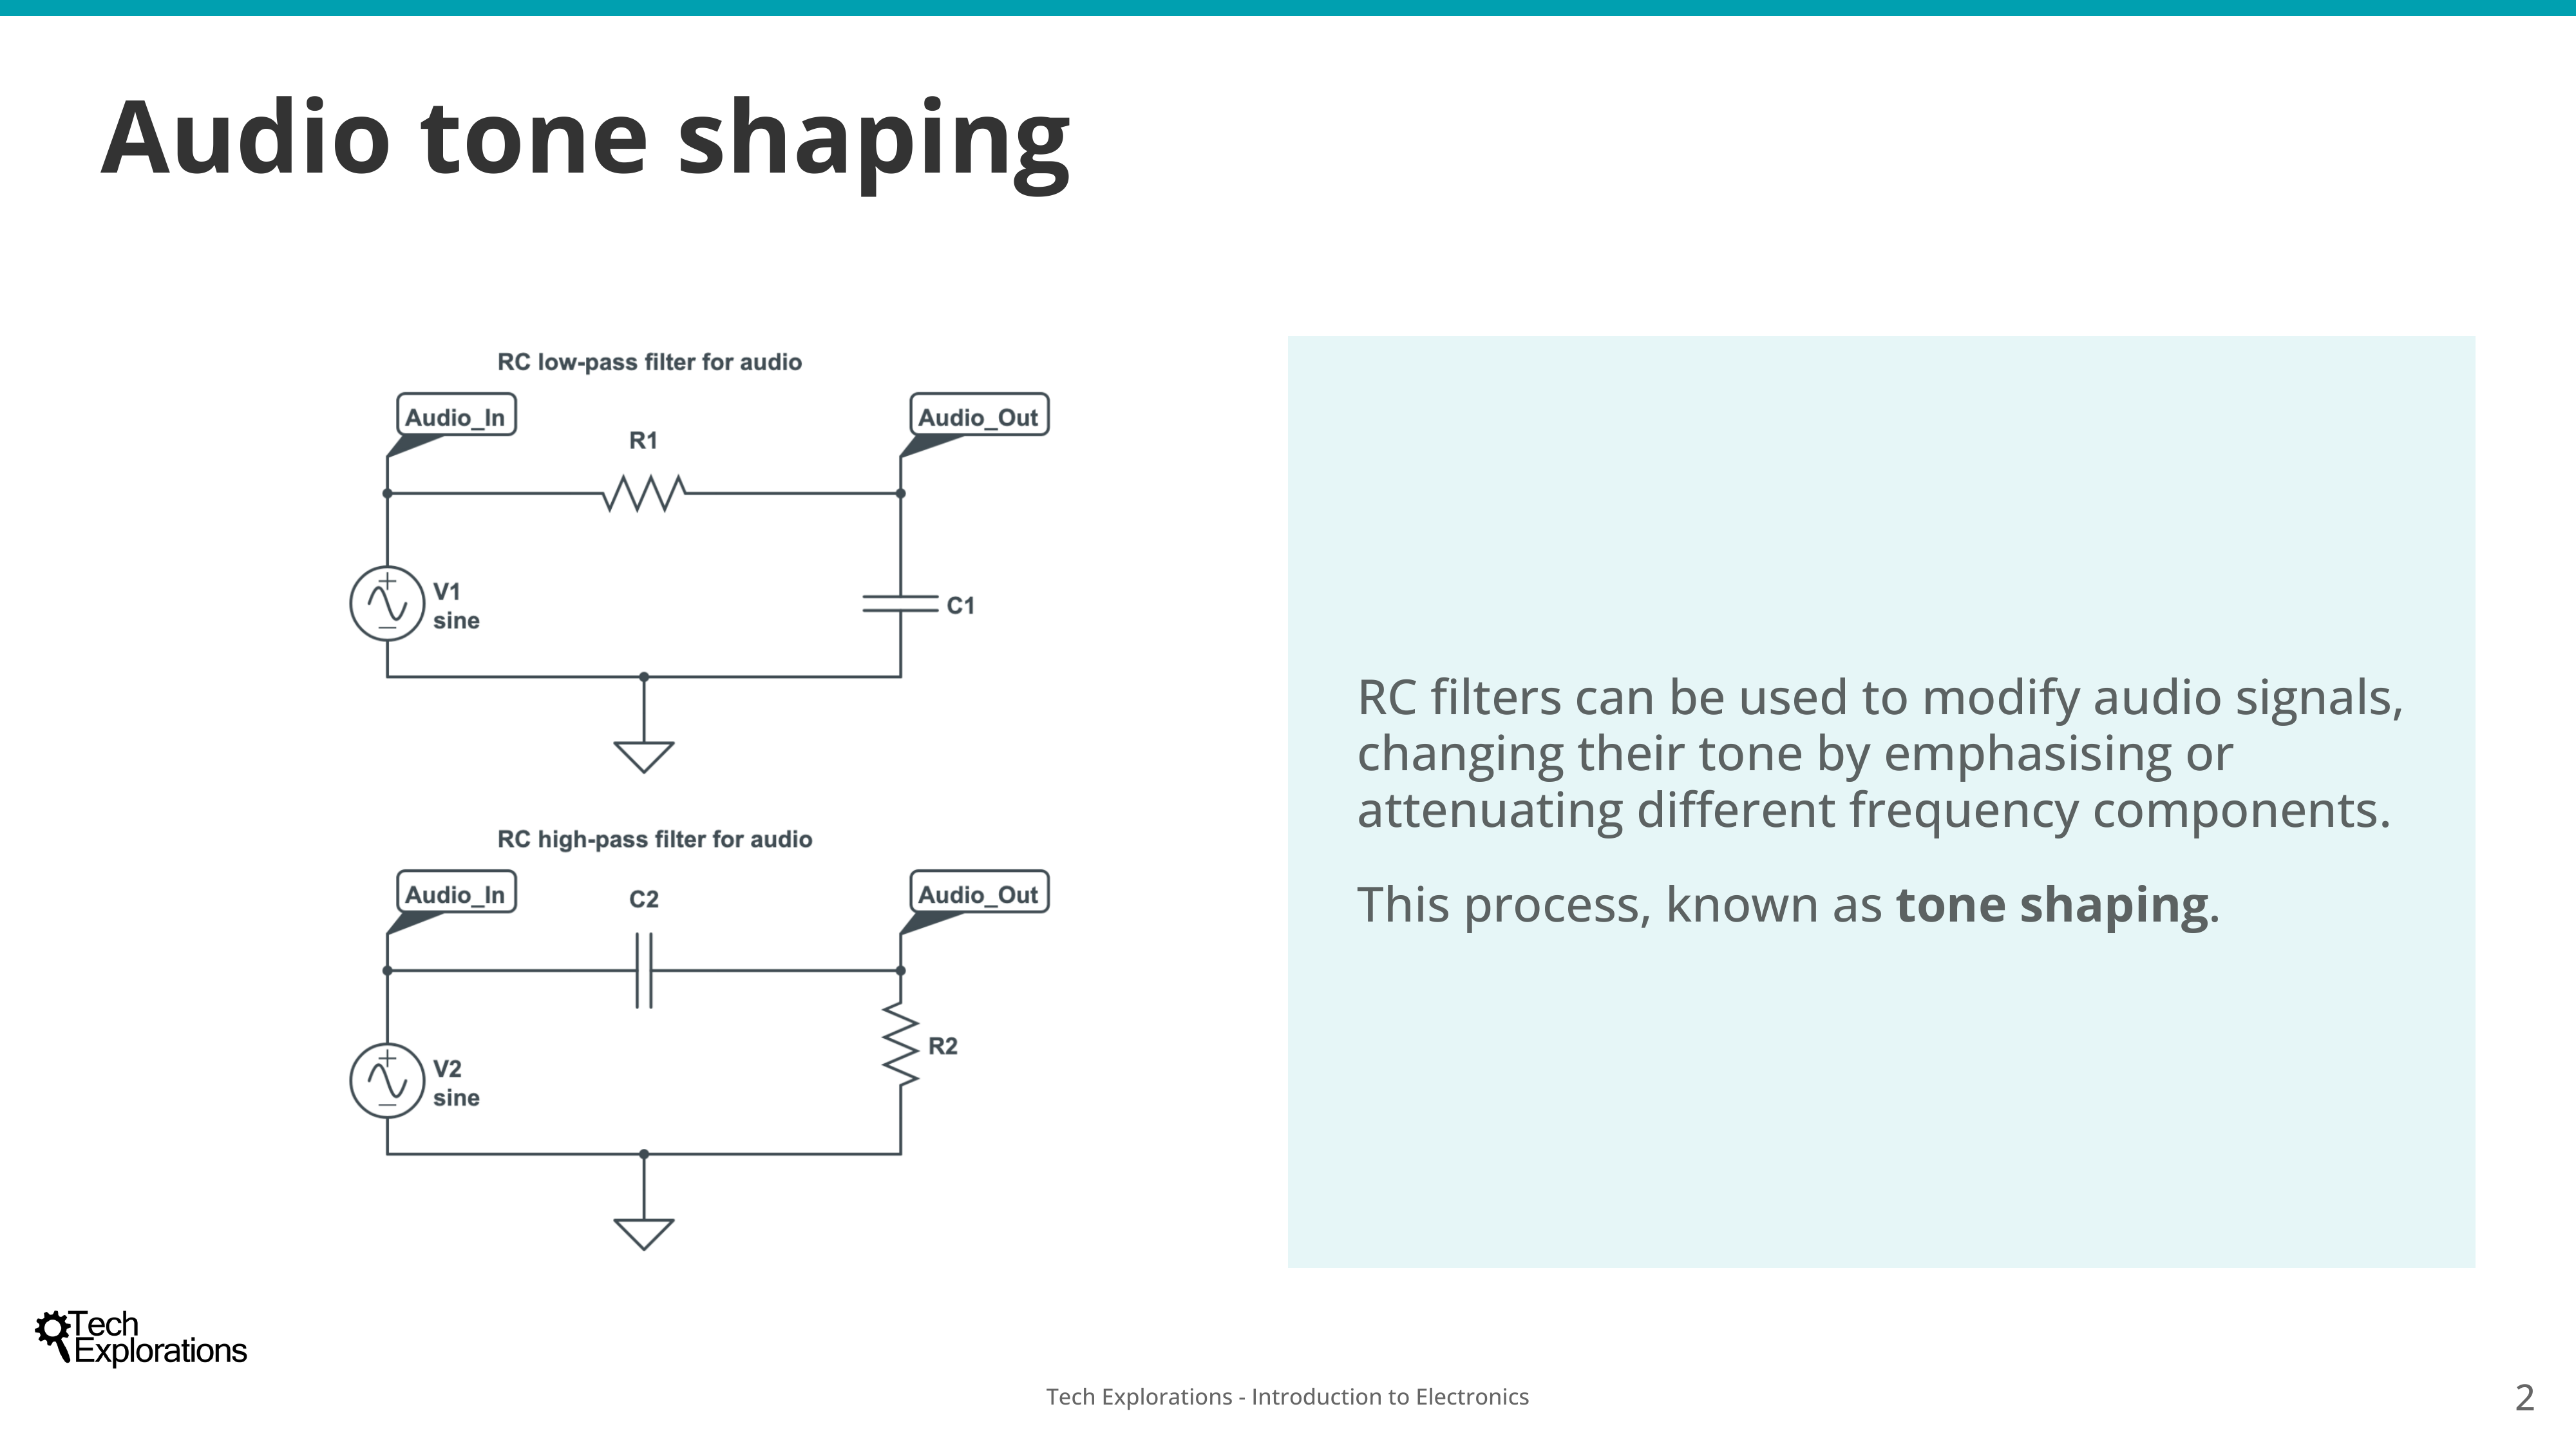 Audio tone shaping
RC low-pass filter for audio
Audio_In
Audio_Out
R1
V1
sine
C1
RC high-pass filter for audio
Audio_In
Audio_Out
C2
R2
V2
sine
RC filters can be used to modify audio signals,
changing their tone by emphasising or
attenuating different frequency components.
This process, known as tone shaping.
Tech
Explorations
Tech Explorations - Introduction to Electronics
2